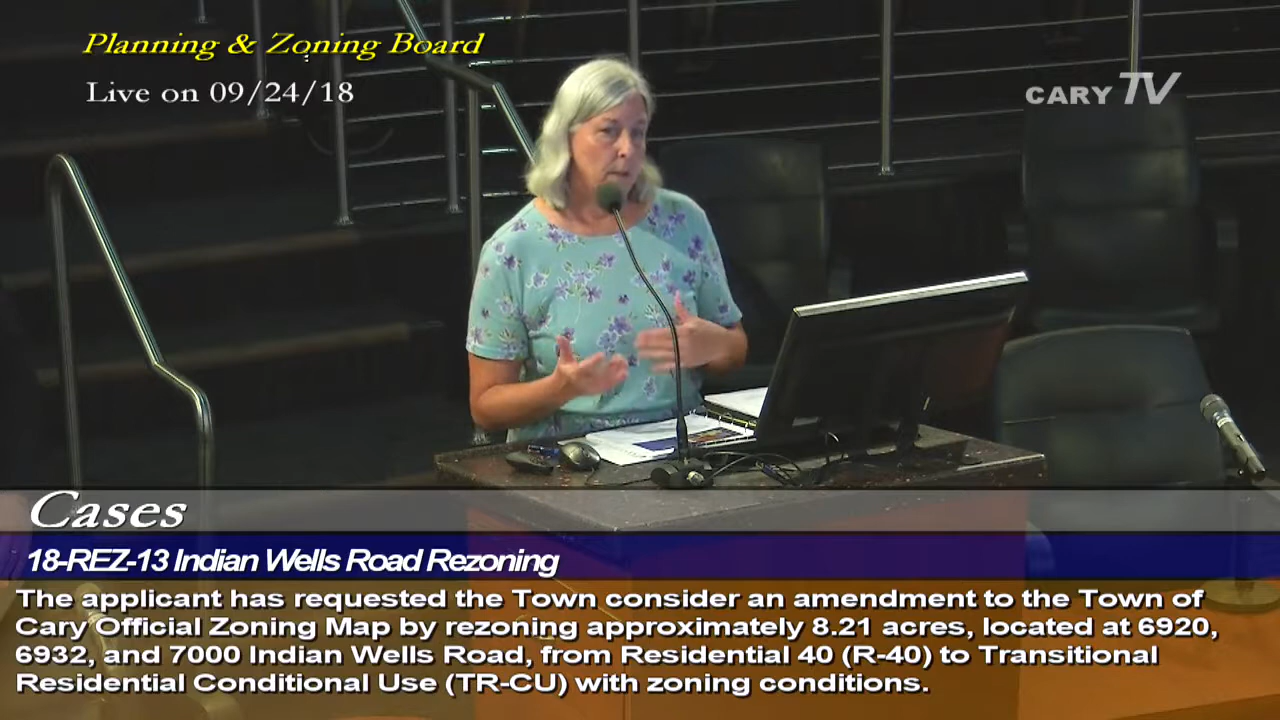 Planning & Zoning Board
Live on 09/24/18
CARY TV
Cases
18-REZ-13 Indian Wells Road Rezoning
The applicant has requested the Town consider an amendment to the Town of
Cary Official Zoning Map by rezoning approximately 8.21 acres, located at 6920,
6932, and 7000 Indian Wells Road, from Residential 40 (R-40) to Transitional
Residential Conditional Use (TR-CU) with zoning conditions.